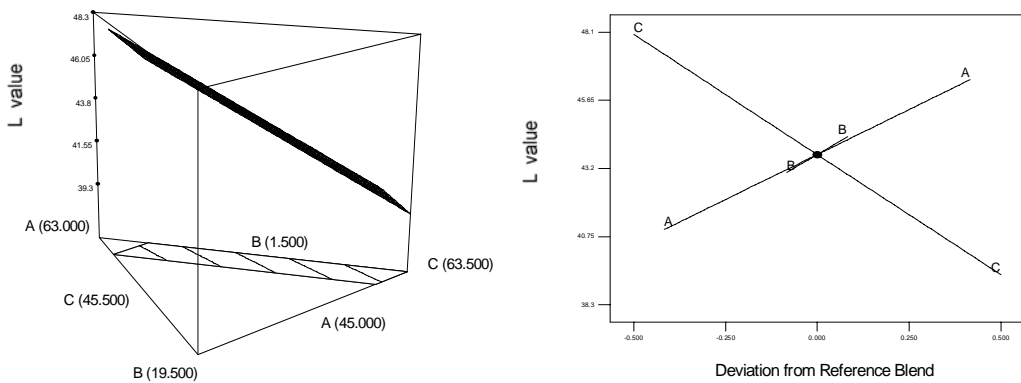 48.3
46.05
43.8
41.55
39.3
L value
A (63.000)
B (1.500)
C (63.500)
C (45.500)
A (45.000)
B (19.500)
48.1
45.65
43.2
40.75
38.3
L value
C
A
B
B
A
C
-0.500
-0.250
0.000
0.250
0.500
Deviation from Reference Blend